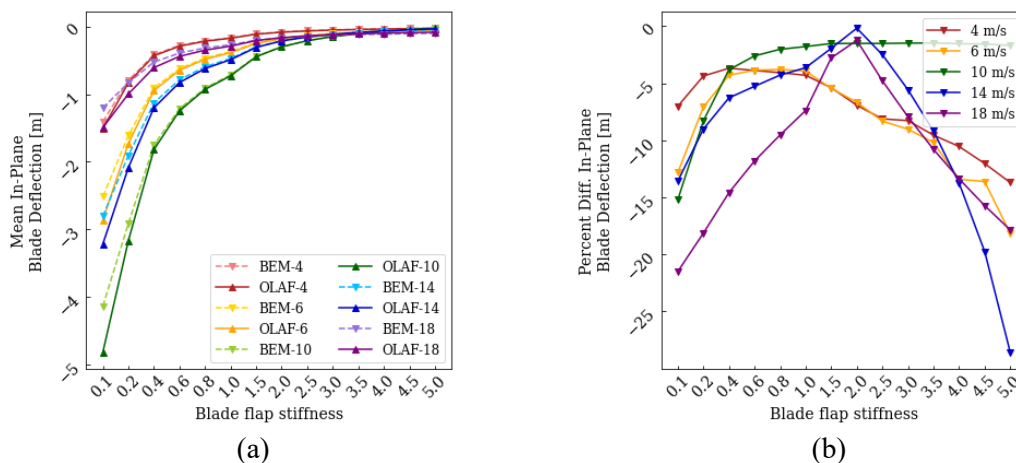 Mean In-Plane
Blade Deflection [m]
0
−1
−2
−3
−4
−5
BEM-4
OLAF-4
BEM-6
OLAF-6
BEM-10
OLAF-10
BEM-14
OLAF-14
BEM-18
OLAF-18
0.1 0.2 0.4 0.6 0.8 1.0 1.5 2.0 2.5 3.0 3.5 4.0 4.5 5.0
Blade flap stiffness
(a)
Percent Diff. In-Plane
Blade Deflection [m]
0
−5
−10
−15
−20
−25
4 m/s
6 m/s
10 m/s
14 m/s
18 m/s
0.1 0.2 0.4 0.6 0.8 1.0 1.5 2.0 2.5 3.0 3.5 4.0 4.5 5.0
Blade flap stiffness
(b)